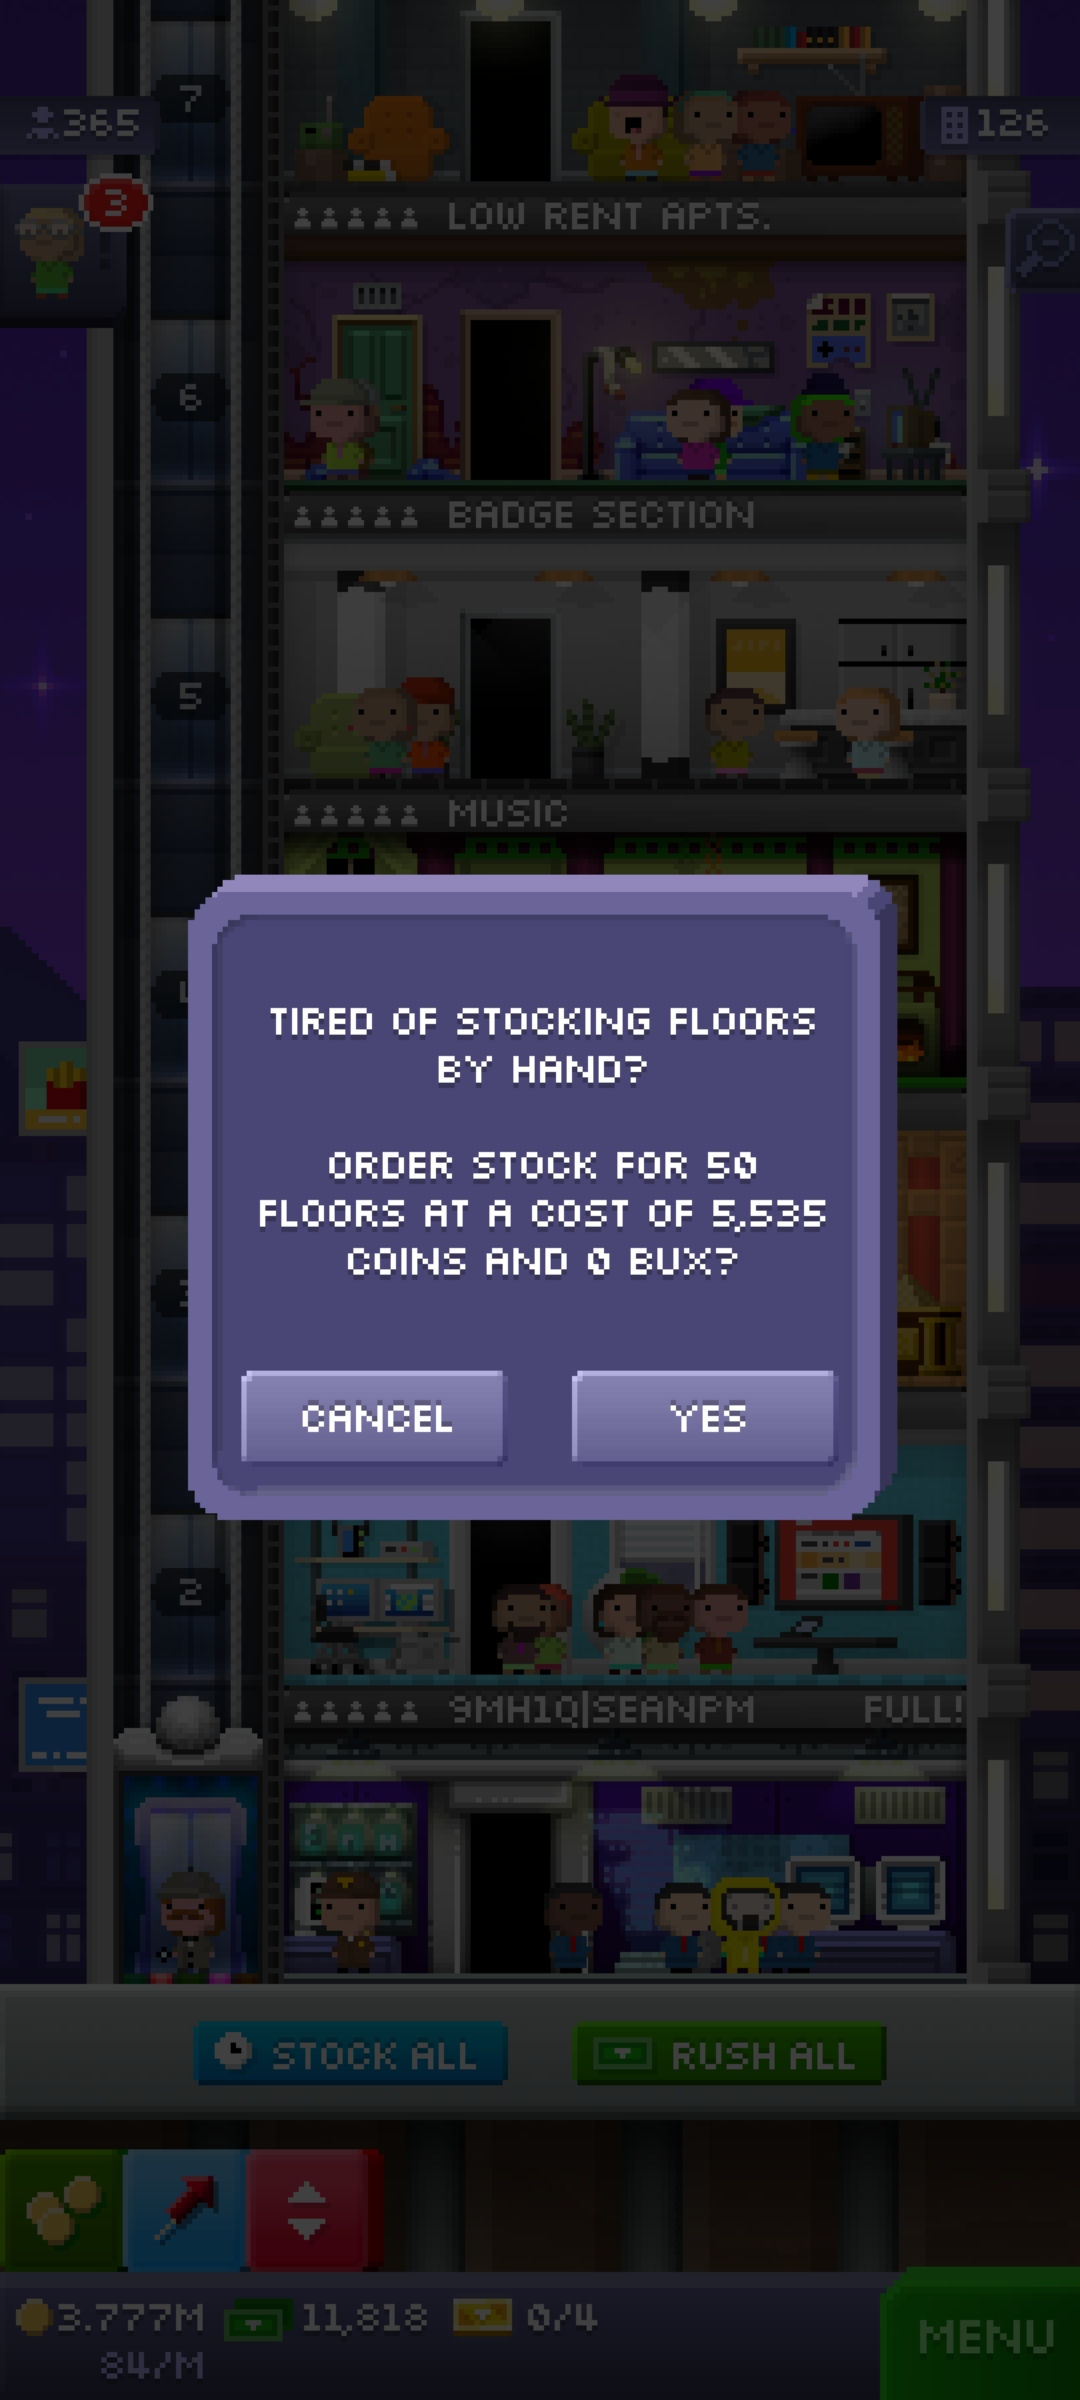 7
365
126
3
LOW RENT APTS.
6
BADGE SECTION
5
MUSIC
TIRED OF STOCKING FLOORS
BY HAND?
ORDER STOCK FOR 50
FLOORS AT A COST OF 5,535
COINS AND 0 BUX?
CANCEL
YES
2
9MH1Q|SEANPM
FULL!
STOCK ALL
RUSH ALL
3.777M
11,818
0/4
84/M
MENU